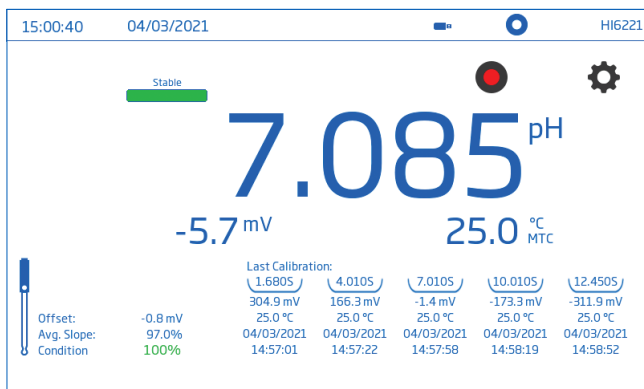 15:00:40 04/03/2021 HI6221
Stable
7.085 pH
-5.7 mV 25.0 °C MTC
Last Calibration:
1.680S 4.010S 7.010S 10.010S 12.450S
304.9 mV 166.3 mV -1.4 mV -173.3 mV -311.9 mV
Offset: -0.8 mV 25.0 °C 25.0 °C 25.0 °C 25.0 °C 25.0 °C
Avg. Slope: 97.0% 04/03/2021 04/03/2021 04/03/2021 04/03/2021 04/03/2021
Condition 100% 14:57:01 14:57:22 14:57:58 14:58:19 14:58:52